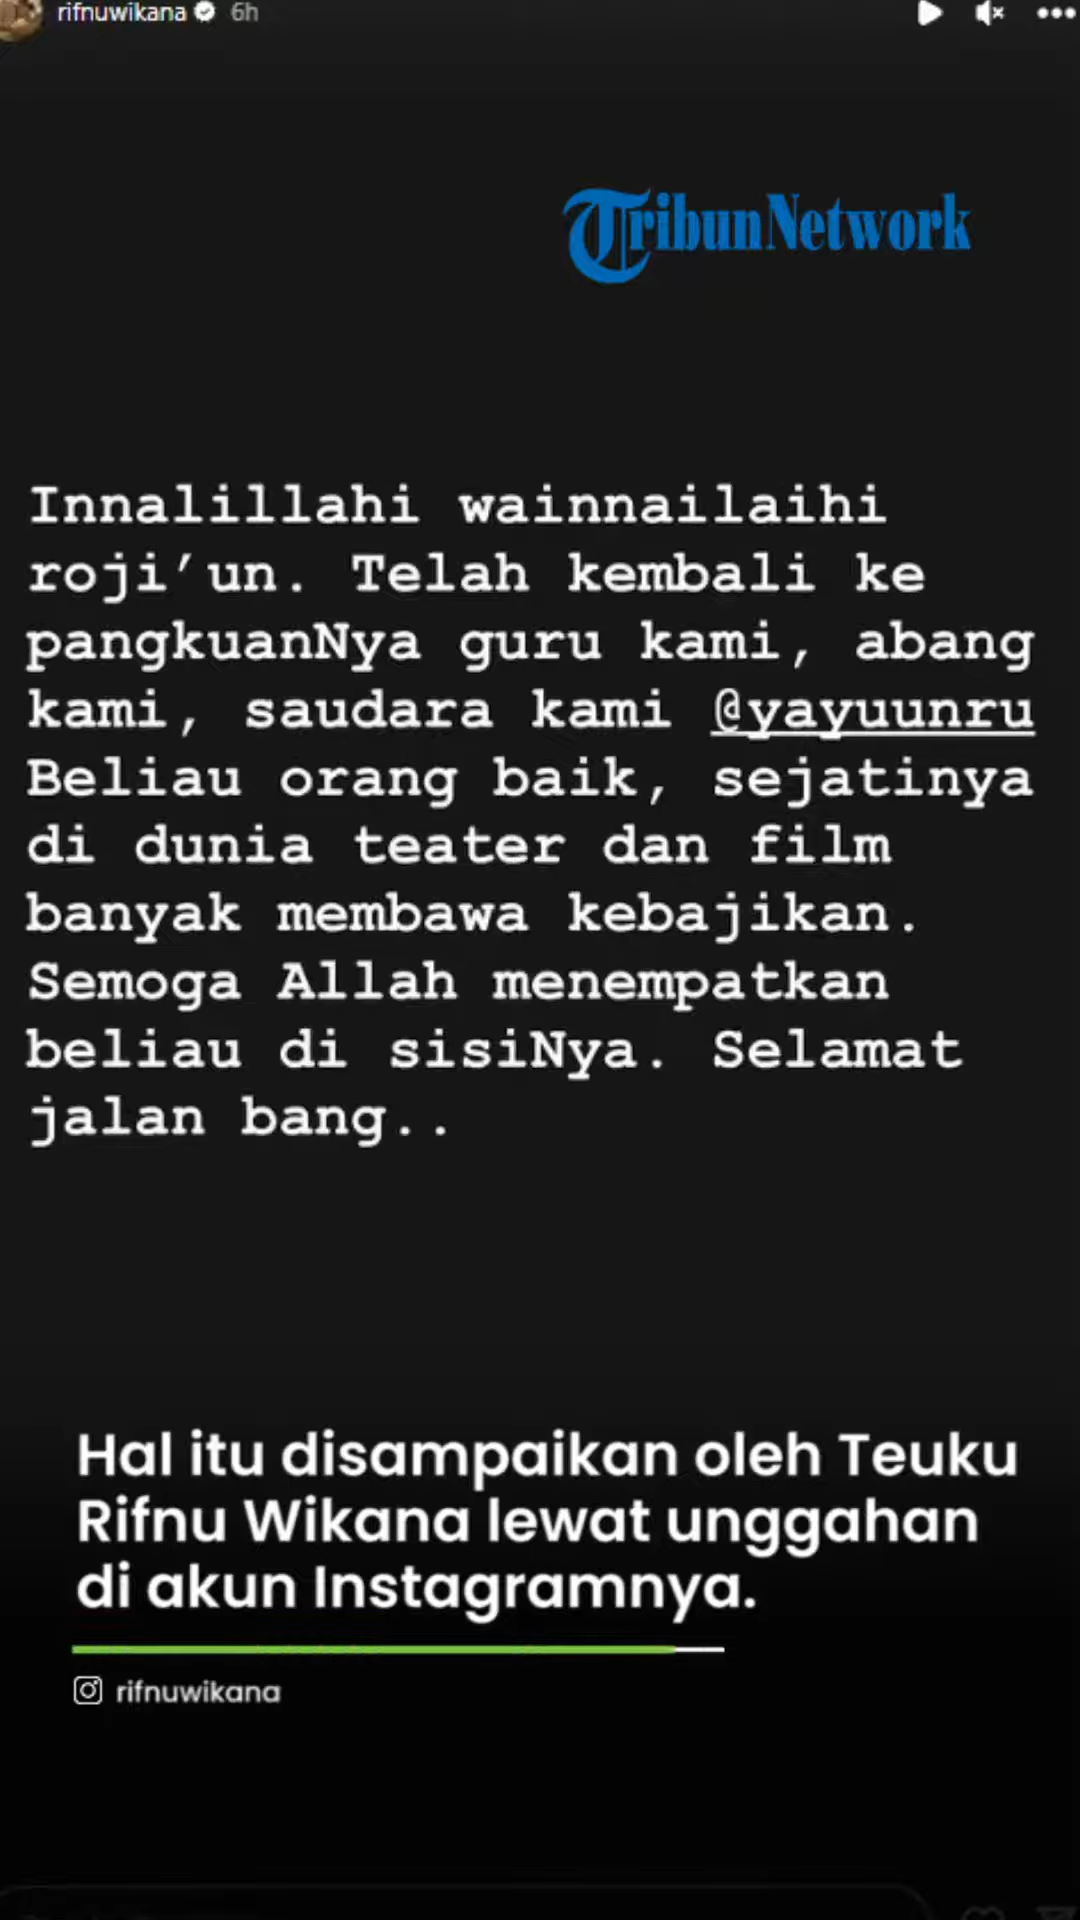 rifnuwikana 6h
TribunNetwork
Innalillahi wainnailaihi
roji’un. Telah kembali ke
pangkuanNya guru kami, abang
kami, saudara kami @yayuunru
Beliau orang baik, sejatinya
di dunia teater dan film
banyak membawa kebajikan.
Semoga Allah menempatkan
beliau di sisiNya. Selamat
jalan bang..
Hal itu disampaikan oleh Teuku
Rifnu Wikana lewat unggahan
di akun Instagramnya.
rifnuwikana